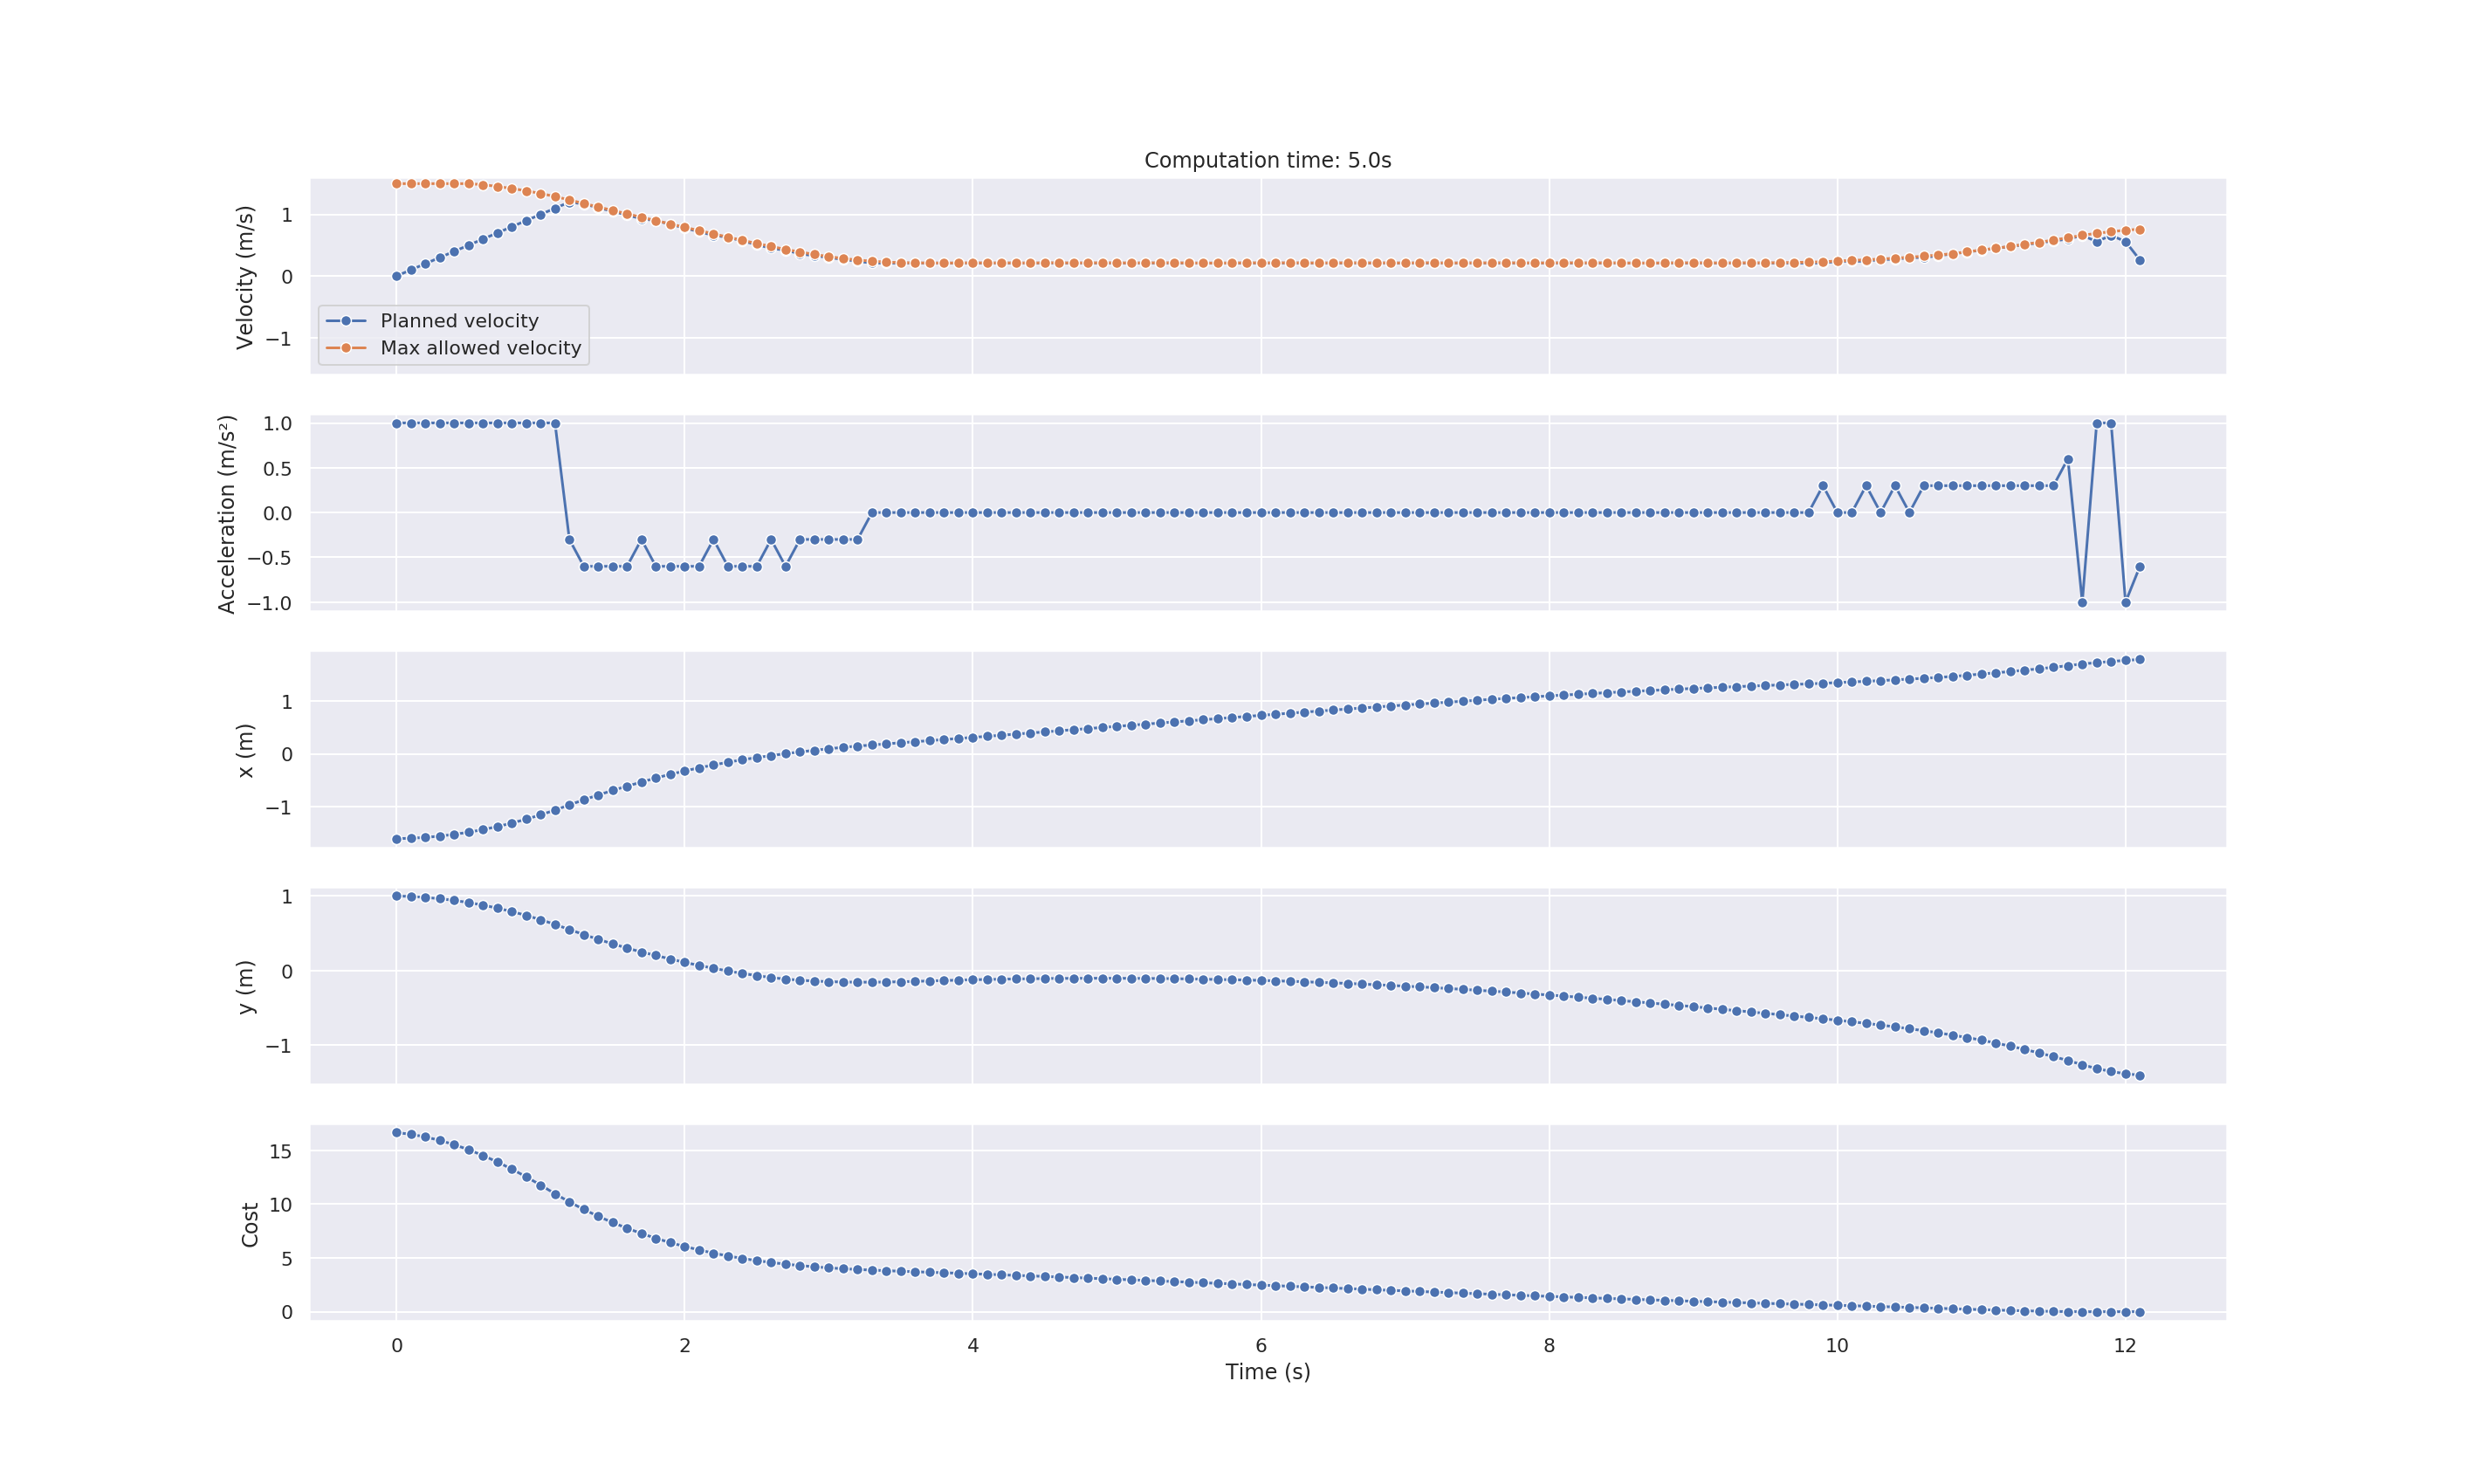 Computation time: 5.0s
Velocity (m/s)
1
0
−1
Planned velocity
Max allowed velocity
Acceleration (m/s²)
1.0
0.5
0.0
−0.5
−1.0
x (m)
1
0
−1
y (m)
1
0
−1
Cost
15
10
5
0
0 2 4 6 8 10 12
Time (s)